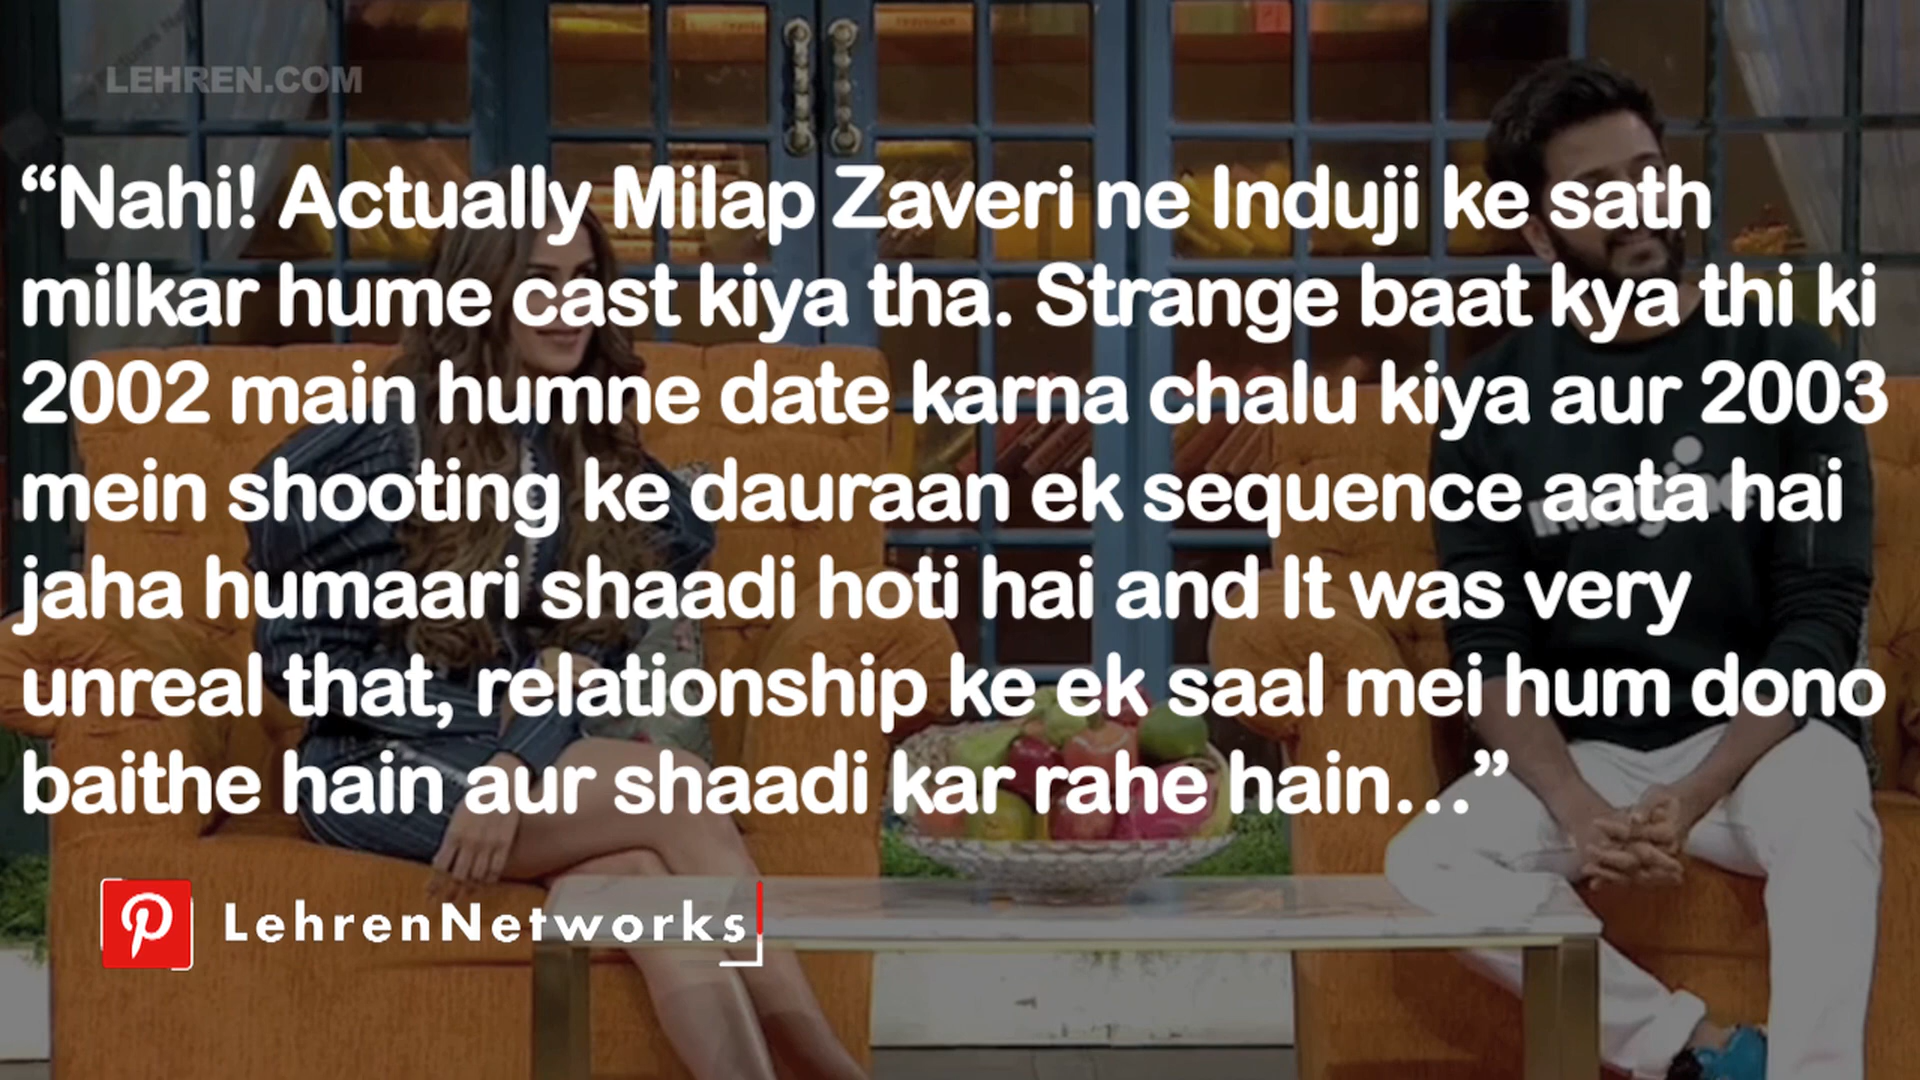 LEHREN.COM
“Nahi! Actually Milap Zaveri ne Induji ke sath
milkar hume cast kiya tha. Strange baat kya thi ki
2002 main humne date karna chalu kiya aur 2003
mein shooting ke dauraan ek sequence aata hai
jaha humaari shaadi hoti hai and It was very
unreal that, relationship ke ek saal mei hum dono
baithe hain aur shaadi kar rahe hain…”
LehrenNetworks